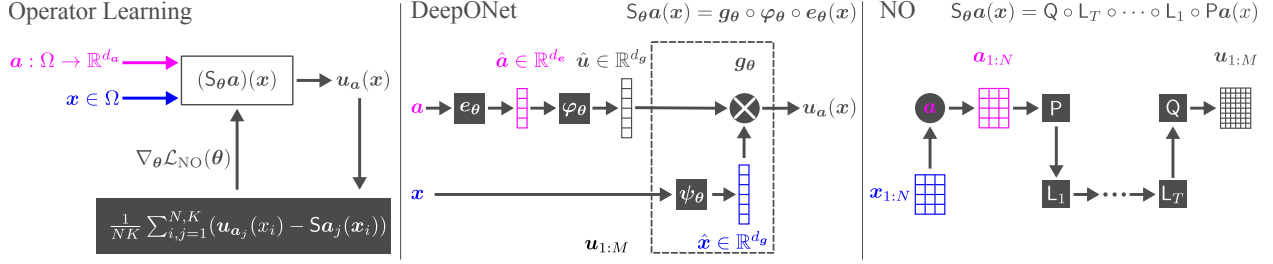 Operator Learning
a : Ω → ℝ^{d_a}
x ∈ Ω
(S_θ a)(x)
u_a(x)
∇_θ 𝓛_NO(θ)
1/NK ∑_{i,j=1}^{N,K} (u_{a_j}(x_i) − Sa_j(x_i))
DeepONet
S_θ a(x) = g_θ ∘ φ_θ ∘ e_θ(x)
â ∈ ℝ^{d_e} û ∈ ℝ^{d_g}
g_θ
a
e_θ
φ_θ
⊗
u_a(x)
x
ψ_θ
u_{1:M}
x̂ ∈ ℝ^{d_g}
NO
S_θ a(x) = Q ∘ L_T ∘ ⋯ ∘ L_1 ∘ Pa(x)
a_{1:N}
u_{1:M}
a
P
Q
x_{1:N}
L_1
⋯
L_T